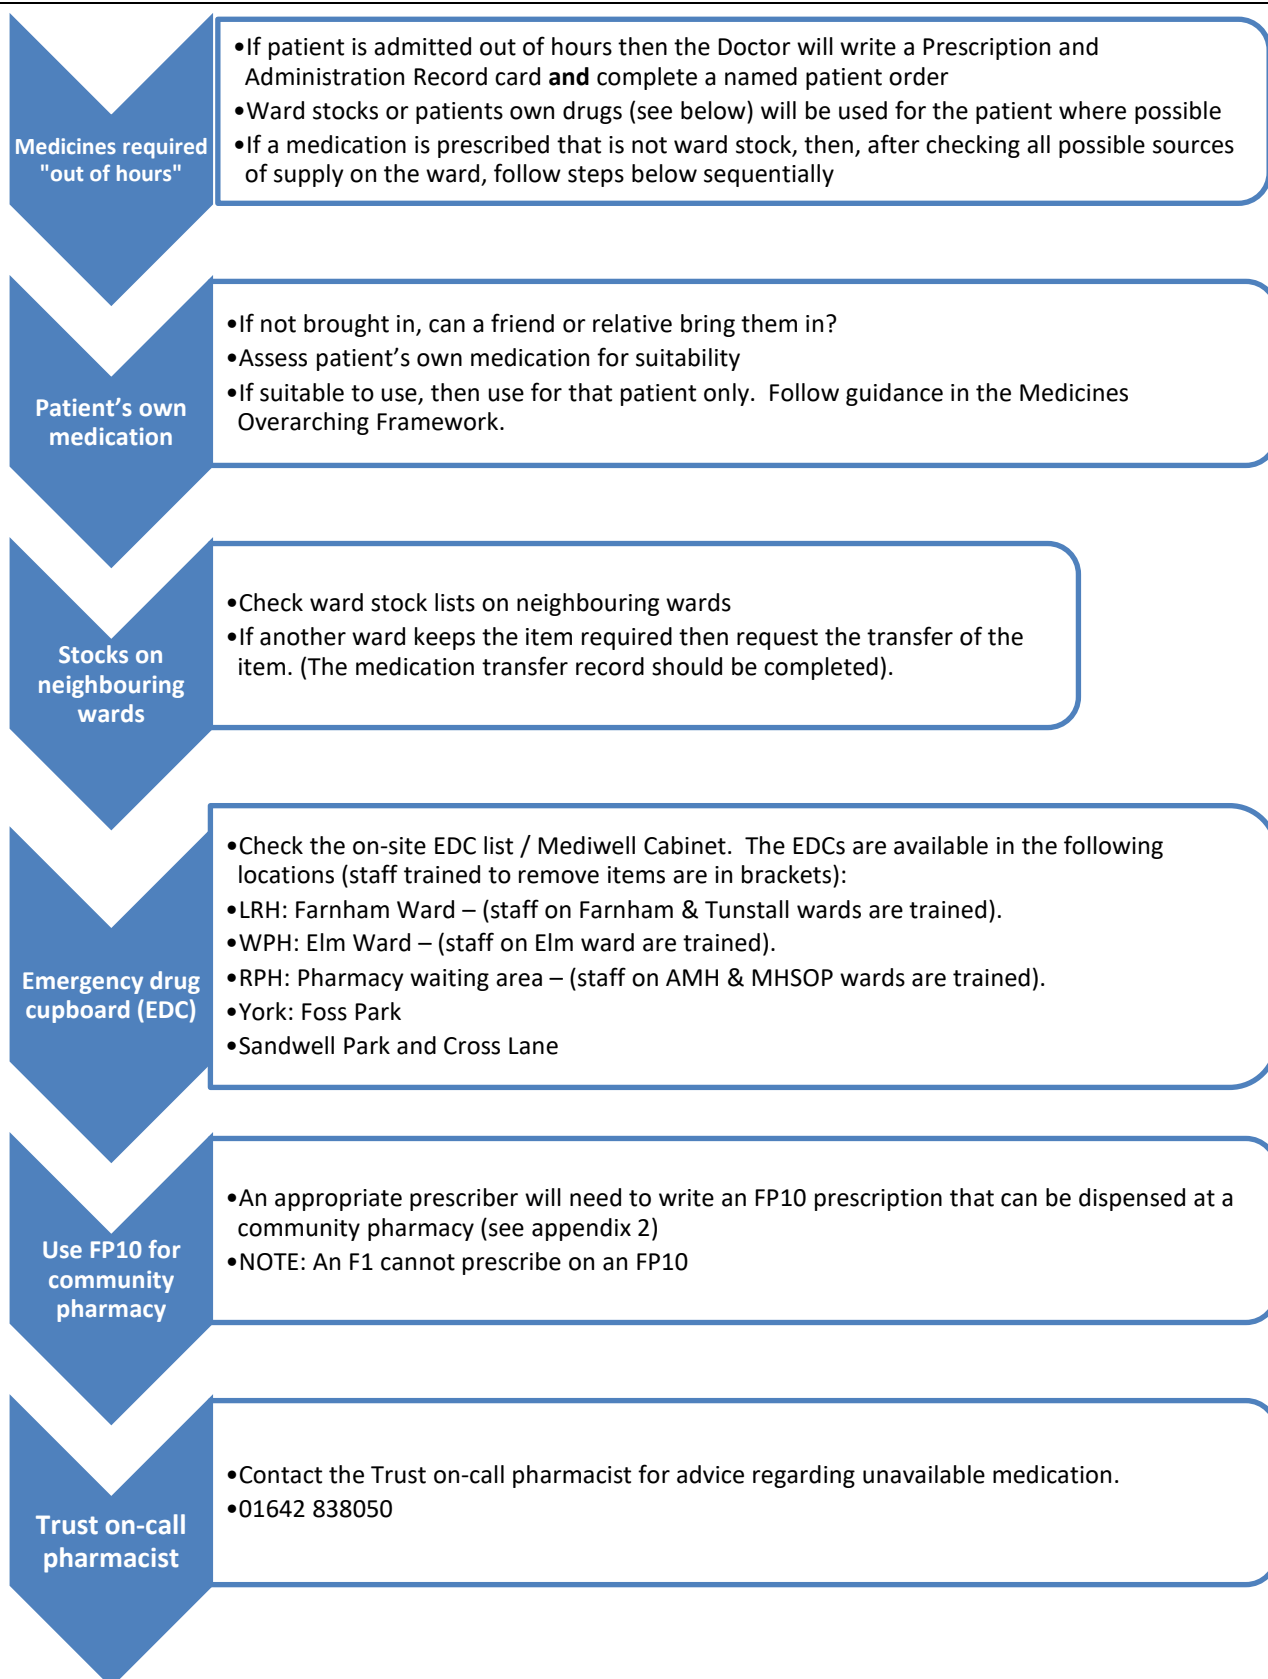 Medicines required
"out of hours"
•If patient is admitted out of hours then the Doctor will write a Prescription and
Administration Record card and complete a named patient order
•Ward stocks or patients own drugs (see below) will be used for the patient where possible
•If a medication is prescribed that is not ward stock, then, after checking all possible sources
of supply on the ward, follow steps below sequentially
Patient’s own
medication
•If not brought in, can a friend or relative bring them in?
•Assess patient’s own medication for suitability
•If suitable to use, then use for that patient only.  Follow guidance in the Medicines
Overarching Framework.
Stocks on
neighbouring
wards
•Check ward stock lists on neighbouring wards
•If another ward keeps the item required then request the transfer of the
item. (The medication transfer record should be completed).
Emergency drug
cupboard (EDC)
•Check the on-site EDC list / Mediwell Cabinet.  The EDCs are available in the following
locations (staff trained to remove items are in brackets):
•LRH: Farnham Ward – (staff on Farnham & Tunstall wards are trained).
•WPH: Elm Ward – (staff on Elm ward are trained).
•RPH: Pharmacy waiting area – (staff on AMH & MHSOP wards are trained).
•York: Foss Park
•Sandwell Park and Cross Lane
Use FP10 for
community
pharmacy
•An appropriate prescriber will need to write an FP10 prescription that can be dispensed at a
community pharmacy (see appendix 2)
•NOTE: An F1 cannot prescribe on an FP10
Trust on-call
pharmacist
•Contact the Trust on-call pharmacist for advice regarding unavailable medication.
•01642 838050